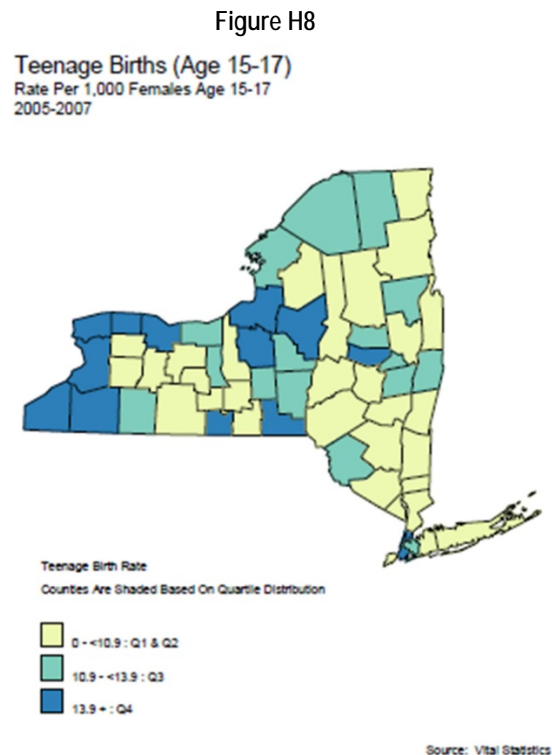 Figure H8
Teenage Births (Age 15-17)
Rate Per 1,000 Females Age 15-17
2005-2007
Teenage Birth Rate
Counties Are Shaded Based On Quartile Distribution
0 - <10.9 : Q1 & Q2
10.9 - <13.9 : Q3
13.9 + : Q4
Source: Vital Statistics